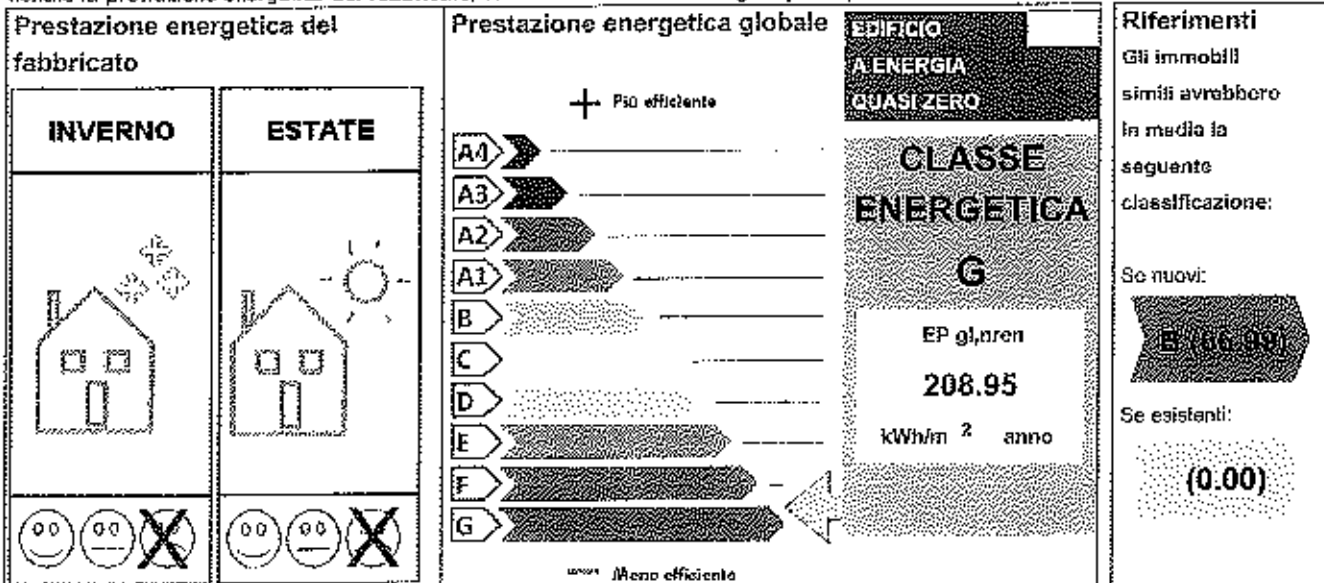 Prestazione energetica del
fabbricato
INVERNO
ESTATE
Prestazione energetica globale
Più efficiente
A4
A3
A2
A1
B
C
D
E
F
G
Meno efficiente
EDIFICIO
A ENERGIA
QUASI ZERO
CLASSE
ENERGETICA
G
EP gl,nren
208.95
kWh/m 2 anno
Riferimenti
Gli immobili
simili avrebbero
in media la
seguente
classificazione:
Se nuovi:
B (66.99)
Se esistenti:
(0.00)